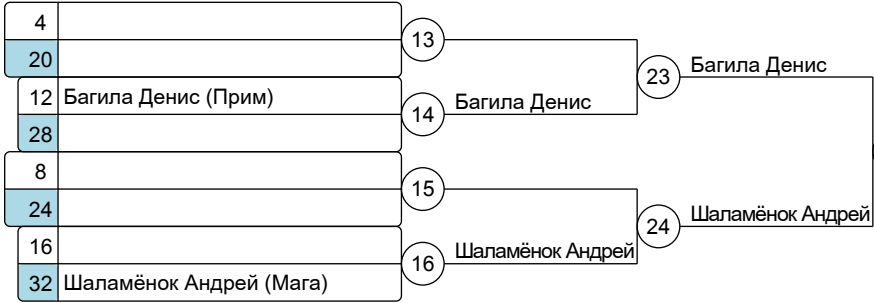 4
13
20
23 Багила Денис
12 Багила Денис (Прим)
14 Багила Денис
28
8
15
24
24 Шаламёнок Андрей
16
16 Шаламёнок Андрей
32 Шаламёнок Андрей (Мага)